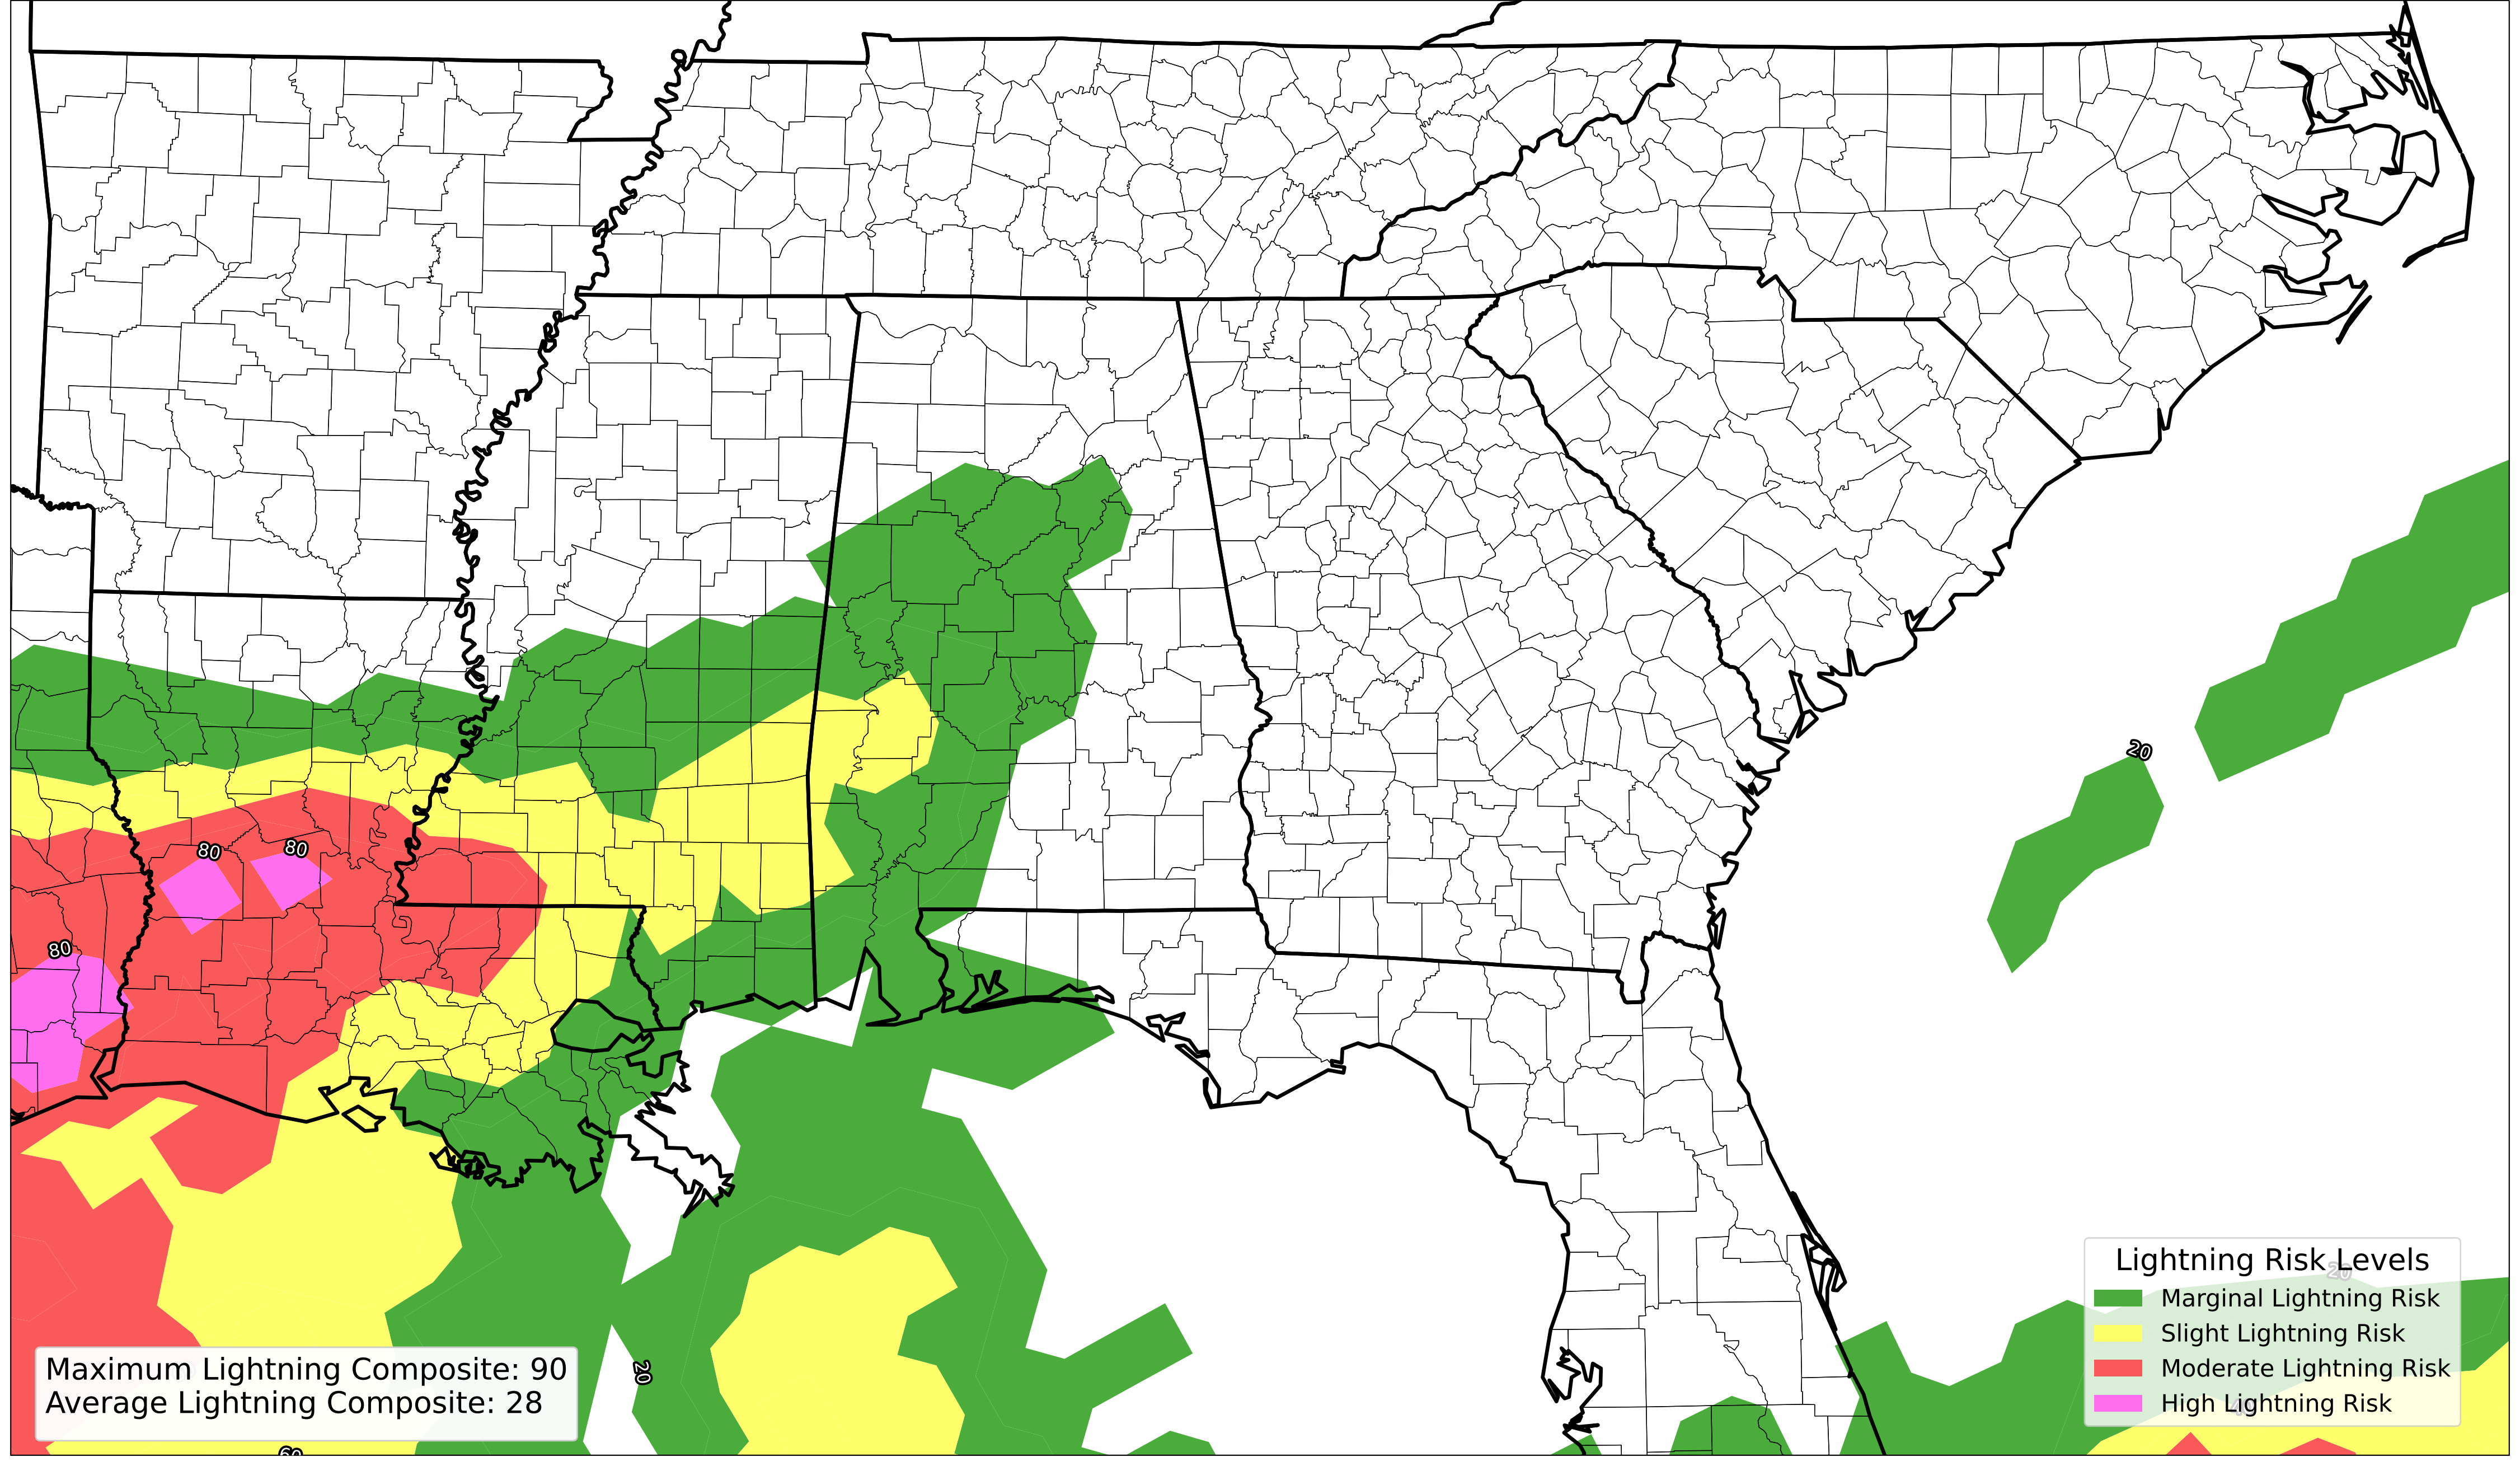 20
80
80
80
20
20
Lightning Risk Levels
Marginal Lightning Risk
Slight Lightning Risk
Moderate Lightning Risk
High Lightning Risk
Maximum Lightning Composite: 90
Average Lightning Composite: 28
60